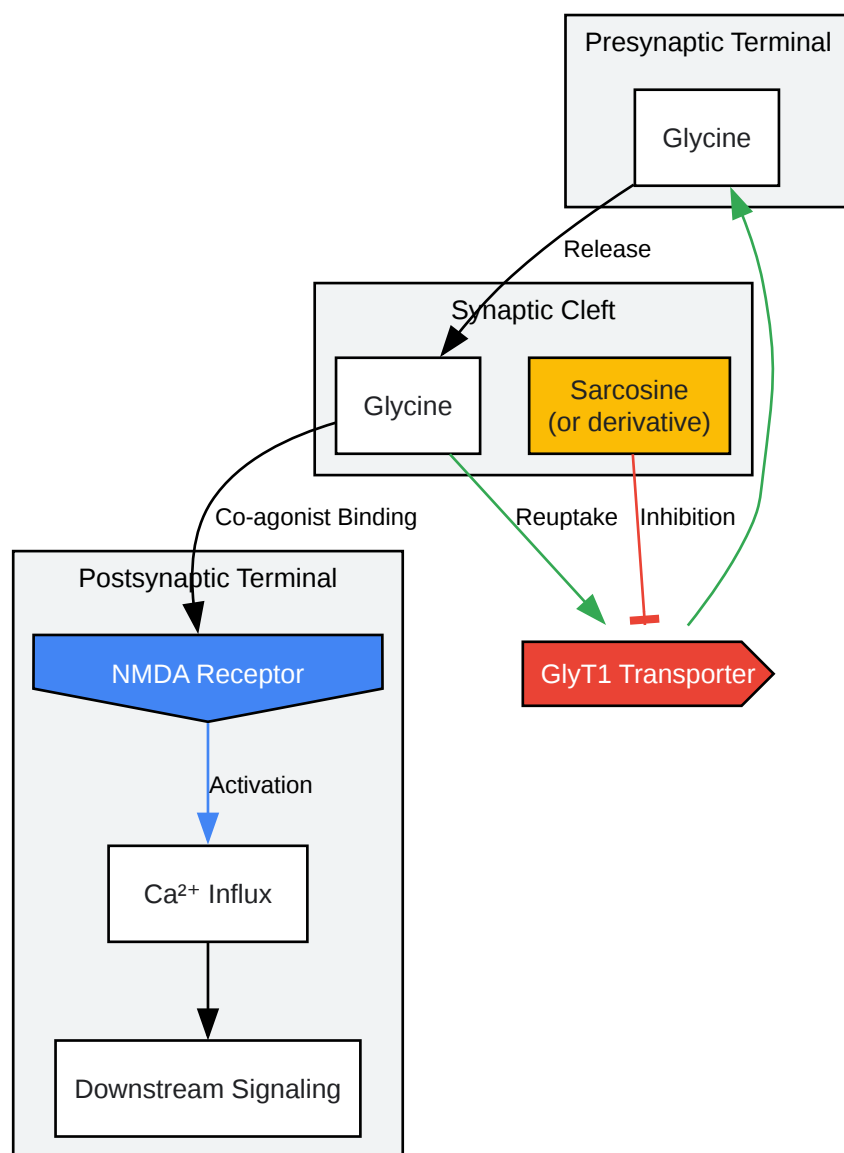 Presynaptic Terminal
Glycine
Release
Synaptic Cleft
Glycine
Sarcosine
(or derivative)
Co-agonist Binding
Reuptake
Inhibition
Postsynaptic Terminal
NMDA Receptor
GlyT1 Transporter
Activation
Ca²⁺ Influx
Downstream Signaling